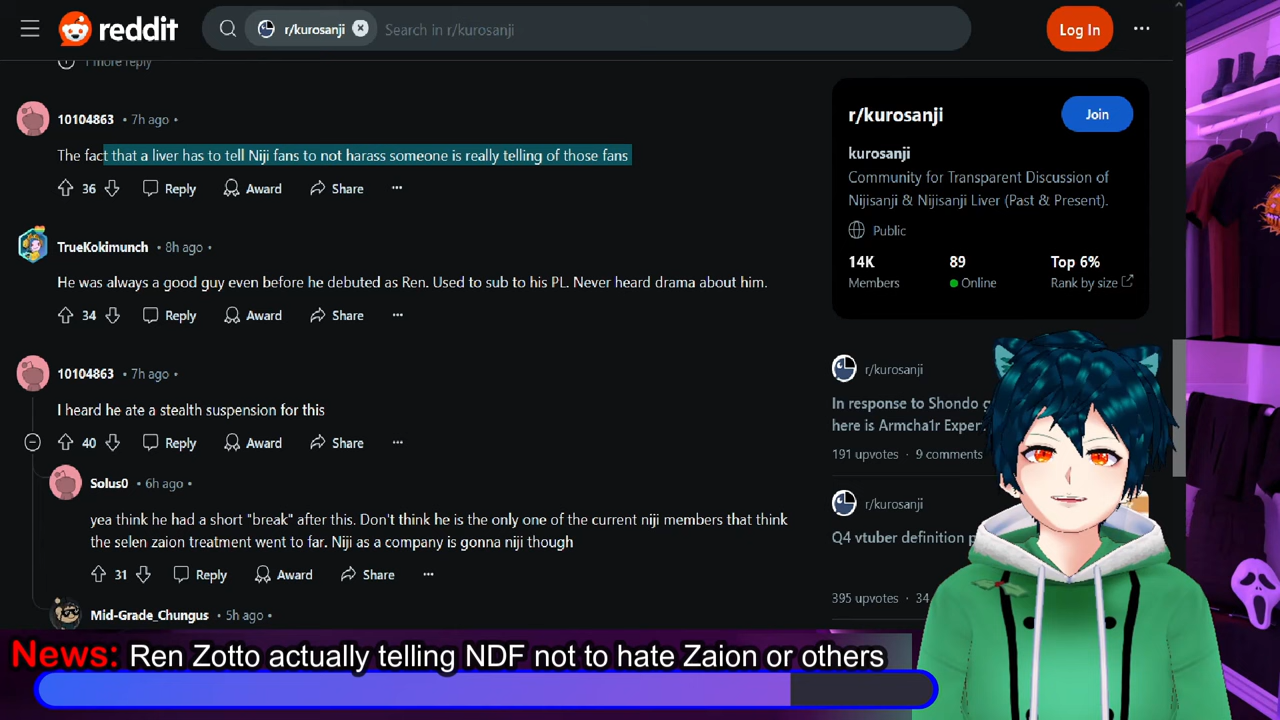 reddit
r/kurosanji
Search in r/kurosanji
Log In
1 more reply
10104863 • 7h ago •
The fact that a liver has to tell Niji fans to not harass someone is really telling of those fans
36 Reply Award Share
TrueKokimunch • 8h ago •
He was always a good guy even before he debuted as Ren. Used to sub to his PL. Never heard drama about him.
34 Reply Award Share
10104863 • 7h ago •
I heard he ate a stealth suspension for this
40 Reply Award Share
Solus0 • 6h ago •
yea think he had a short "break" after this. Don't think he is the only one of the current niji members that think
the selen zaion treatment went to far. Niji as a company is gonna niji though
31 Reply Award Share
Mid-Grade_Chungus • 5h ago •
r/kurosanji
Join
kurosanji
Community for Transparent Discussion of
Nijisanji & Nijisanji Liver (Past & Present).
Public
14K 89 Top 6%
Members Online Rank by size
r/kurosanji
In response to Shondo
here is Armcha1r Exper
191 upvotes • 9 comments
r/kurosanji
Q4 vtuber definition
395 upvotes • 34
News: Ren Zotto actually telling NDF not to hate Zaion or others